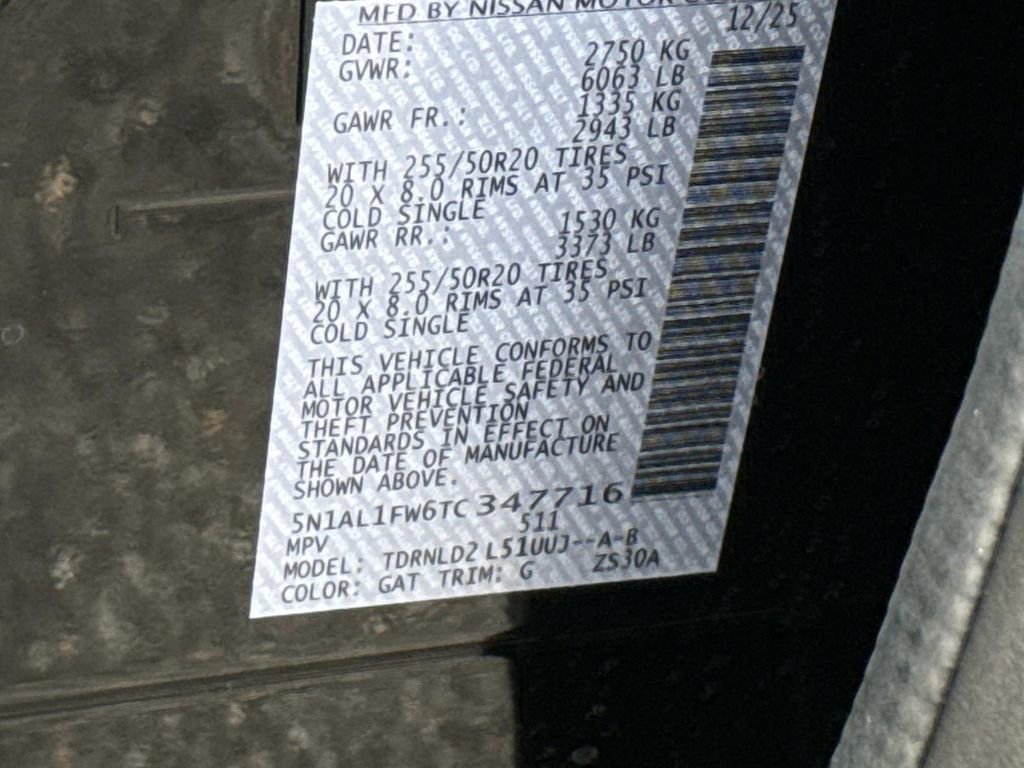 MFD BY NISSAN MOTOR
DATE: 12/25
GVWR: 2750 KG
6063 LB
GAWR FR.: 1335 KG
2943 LB
WITH 255/50R20 TIRES
20 X 8.0 RIMS AT 35 PSI
COLD SINGLE
GAWR RR.: 1530 KG
3373 LB
WITH 255/50R20 TIRES
20 X 8.0 RIMS AT 35 PSI
COLD SINGLE
THIS VEHICLE CONFORMS TO
ALL APPLICABLE FEDERAL
MOTOR VEHICLE SAFETY AND
THEFT PREVENTION
STANDARDS IN EFFECT ON
THE DATE OF MANUFACTURE
SHOWN ABOVE.
5N1AL1FW6TC347716
MPV 511
MODEL: TDRNLD2 L51UUJ--A-B
COLOR: GAT TRIM: G ZS30A